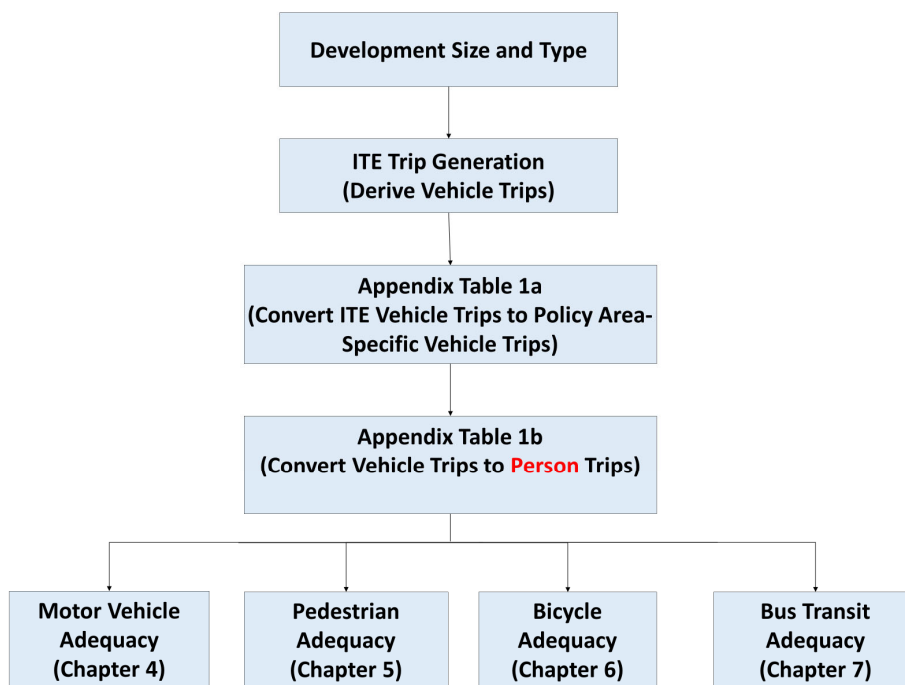 Development Size and Type
ITE Trip Generation
(Derive Vehicle Trips)
Appendix Table 1a
(Convert ITE Vehicle Trips to Policy Area-
Specific Vehicle Trips)
Appendix Table 1b
(Convert Vehicle Trips to Person Trips)
Motor Vehicle
Adequacy
(Chapter 4)
Pedestrian
Adequacy
(Chapter 5)
Bicycle
Adequacy
(Chapter 6)
Bus Transit
Adequacy
(Chapter 7)